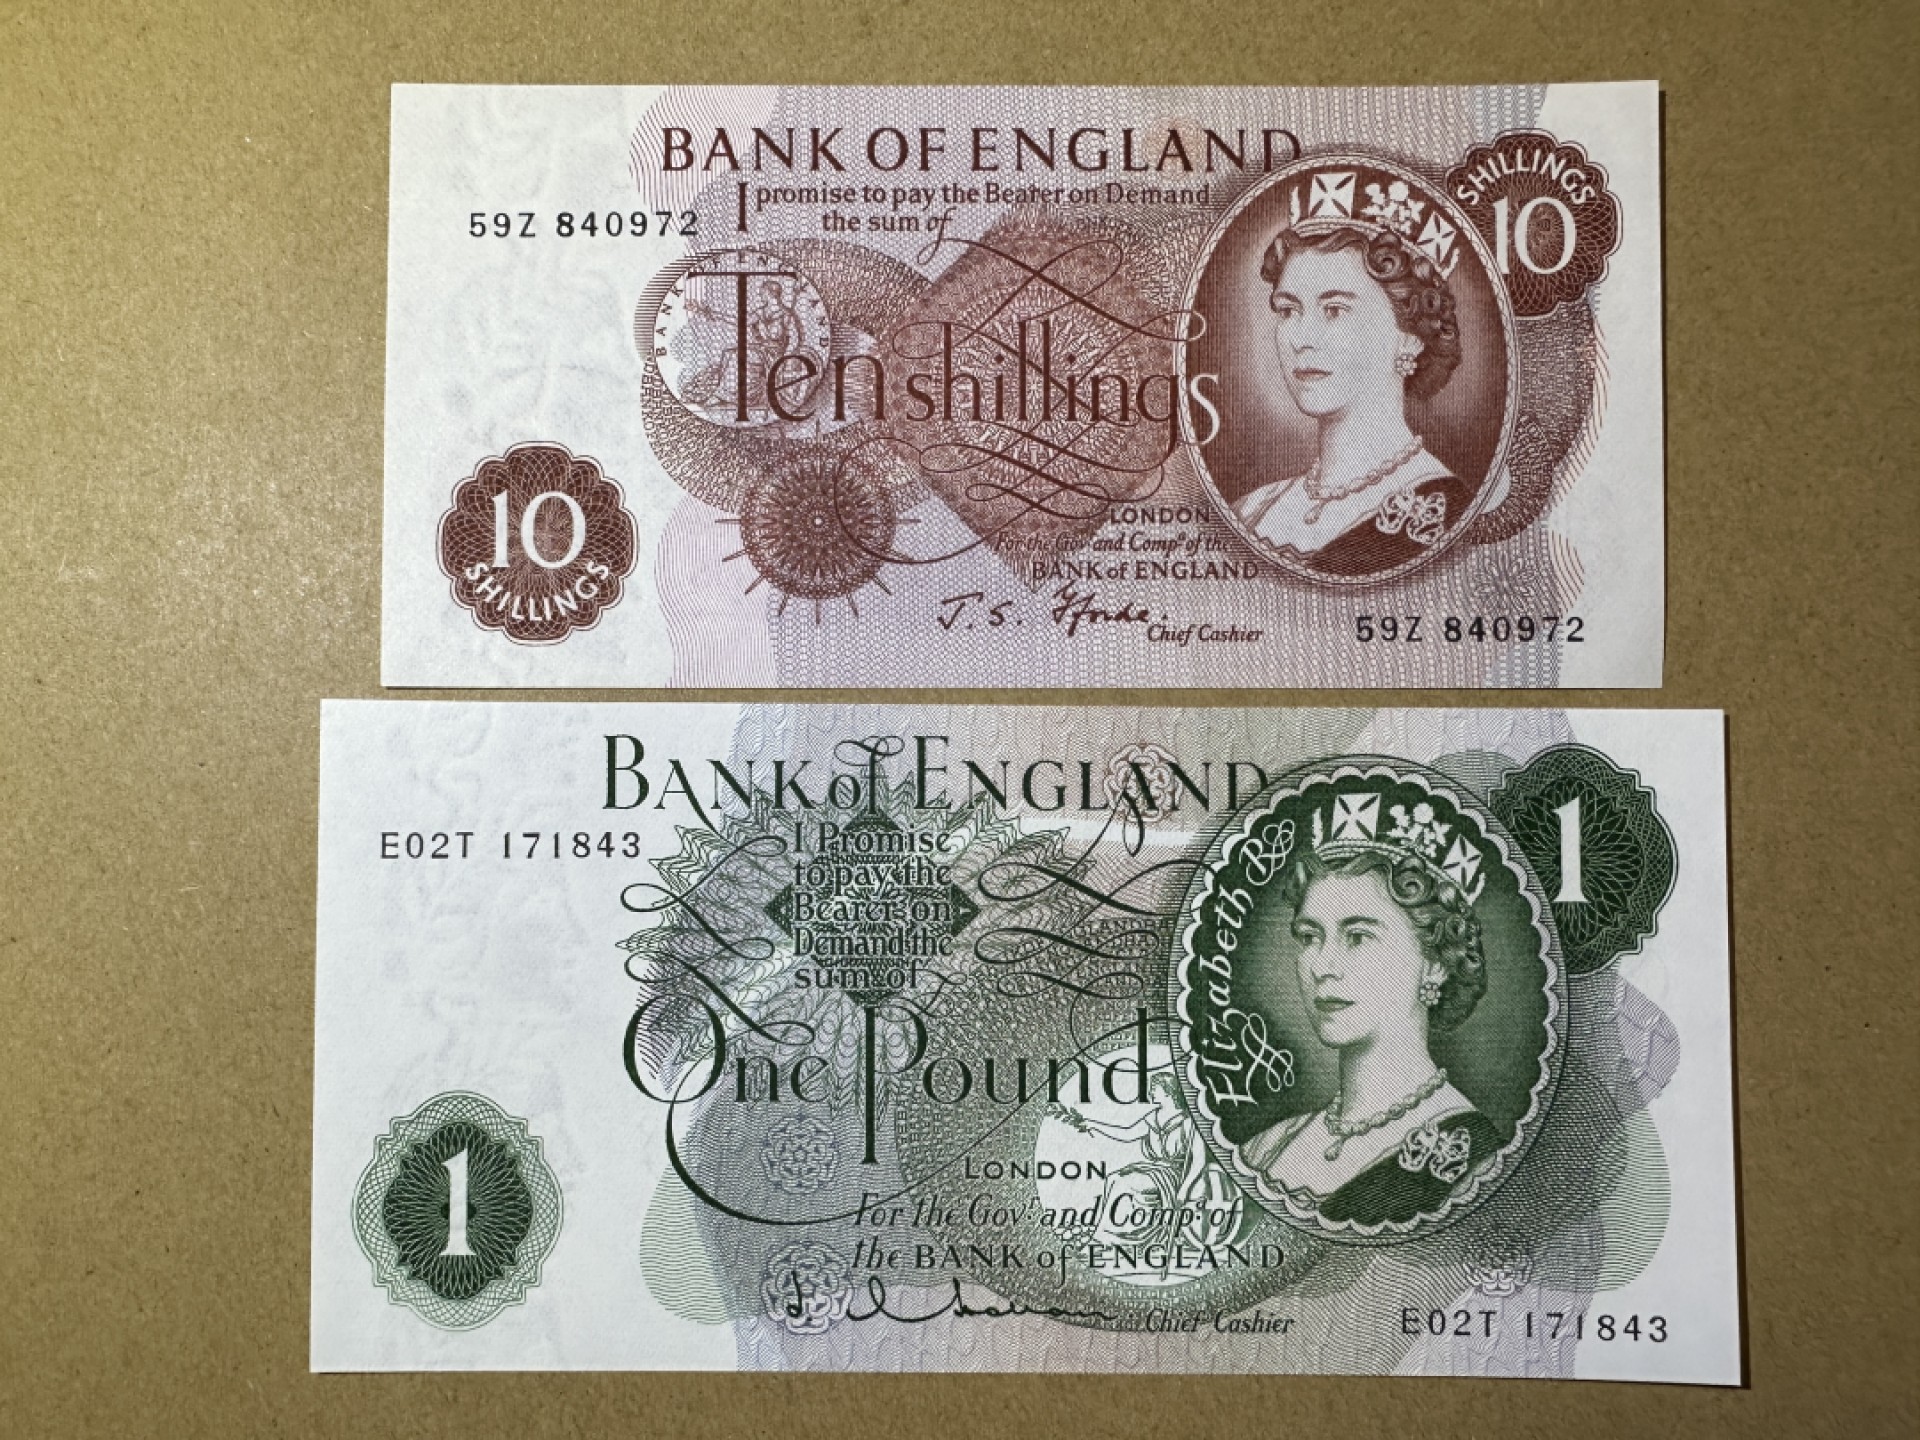 BANK OF ENGLAND
I promise to pay the Bearer on Demand
the sum of
59Z 840972
SHILLINGS
10
BANK OF ENGLAND
Ten shillings
10
SHILLINGS
LONDON
For the Govr and Compa of the
BANK of ENGLAND
J. S. Fforde.
Chief Cashier
59Z 840972
BANK of ENGLAND
E02T 171843
I Promise
to pay the
Bearer on
Demand the
sum of
One Pound
Elizabeth R
1
1
LONDON
For the Govr and Compa of
the BANK of ENGLAND
Chief Cashier
E02T 171843